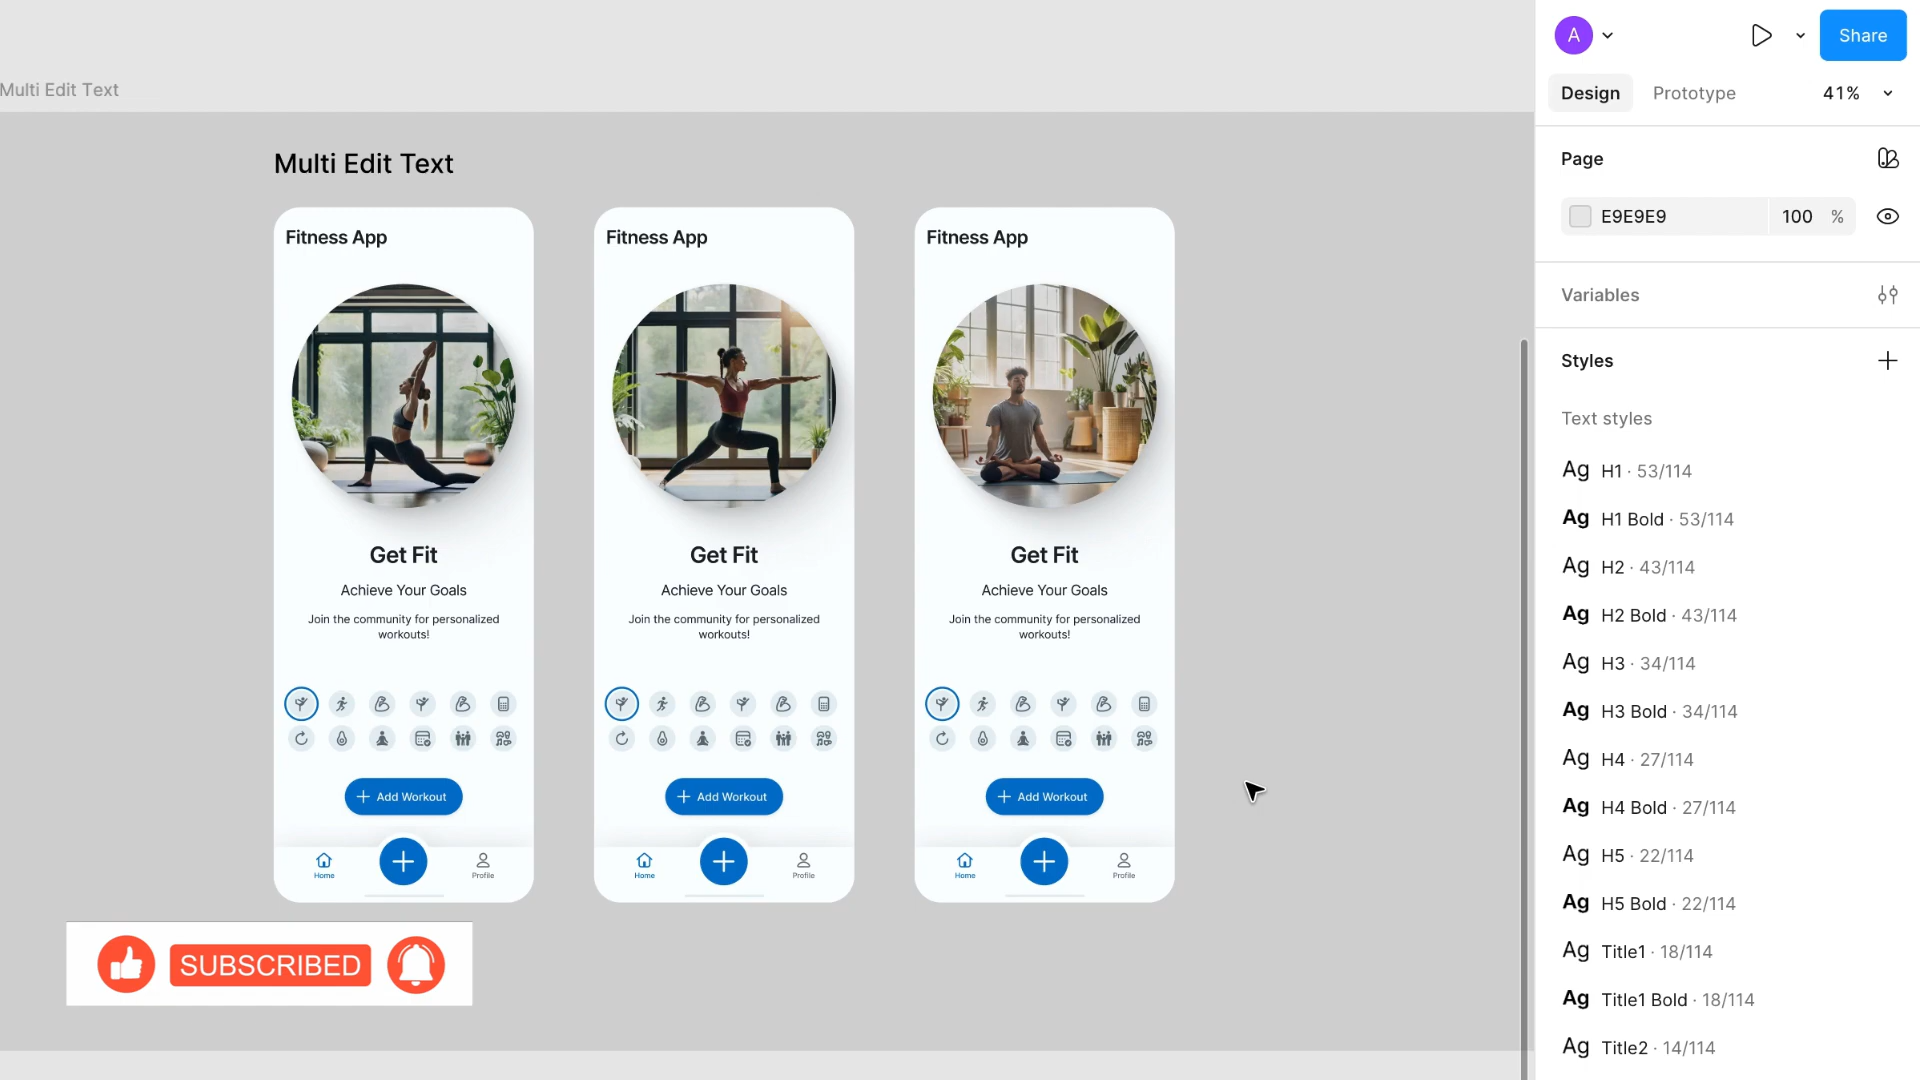 Multi Edit Text
Multi Edit Text
Fitness App
Get Fit
Achieve Your Goals
Join the community for personalized
workouts!
Add Workout
Home
Profile
Fitness App
Get Fit
Achieve Your Goals
Join the community for personalized
workouts!
Add Workout
Home
Profile
Fitness App
Get Fit
Achieve Your Goals
Join the community for personalized
workouts!
Add Workout
Home
Profile
SUBSCRIBED
A
Share
Design Prototype 41%
Page
E9E9E9 100 %
Variables
Styles
Text styles
Ag H1 · 53/114
Ag H1 Bold · 53/114
Ag H2 · 43/114
Ag H2 Bold · 43/114
Ag H3 · 34/114
Ag H3 Bold · 34/114
Ag H4 · 27/114
Ag H4 Bold · 27/114
Ag H5 · 22/114
Ag H5 Bold · 22/114
Ag Title1 · 18/114
Ag Title1 Bold · 18/114
Ag Title2 · 14/114